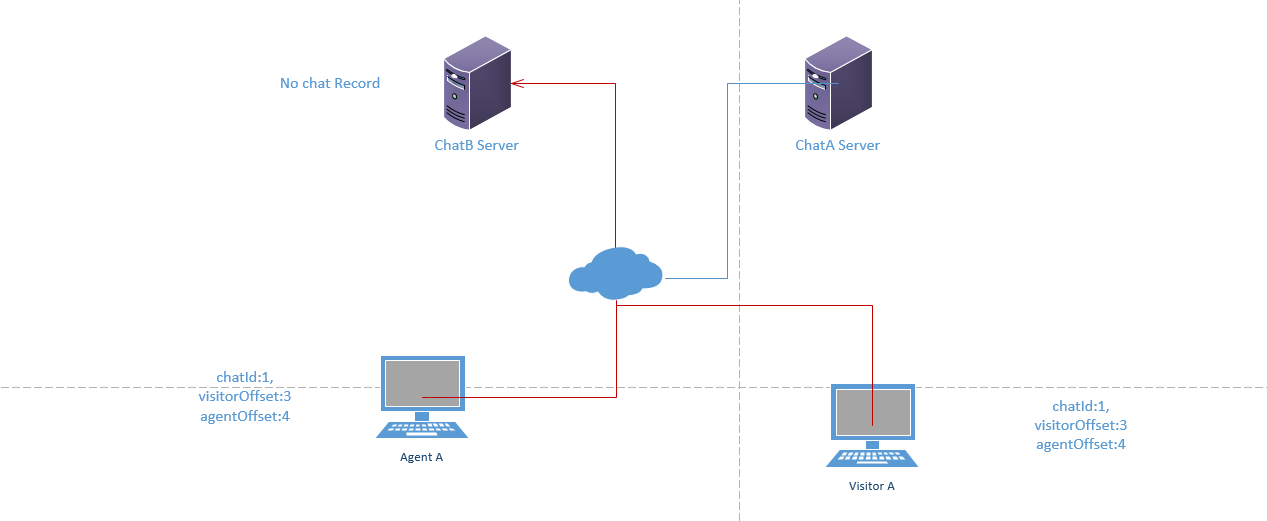 No chat Record
ChatB Server
ChatA Server
chatId:1,
visitorOffset:3
agentOffset:4
Agent A
chatId:1,
visitorOffset:3
agentOffset:4
Visitor A